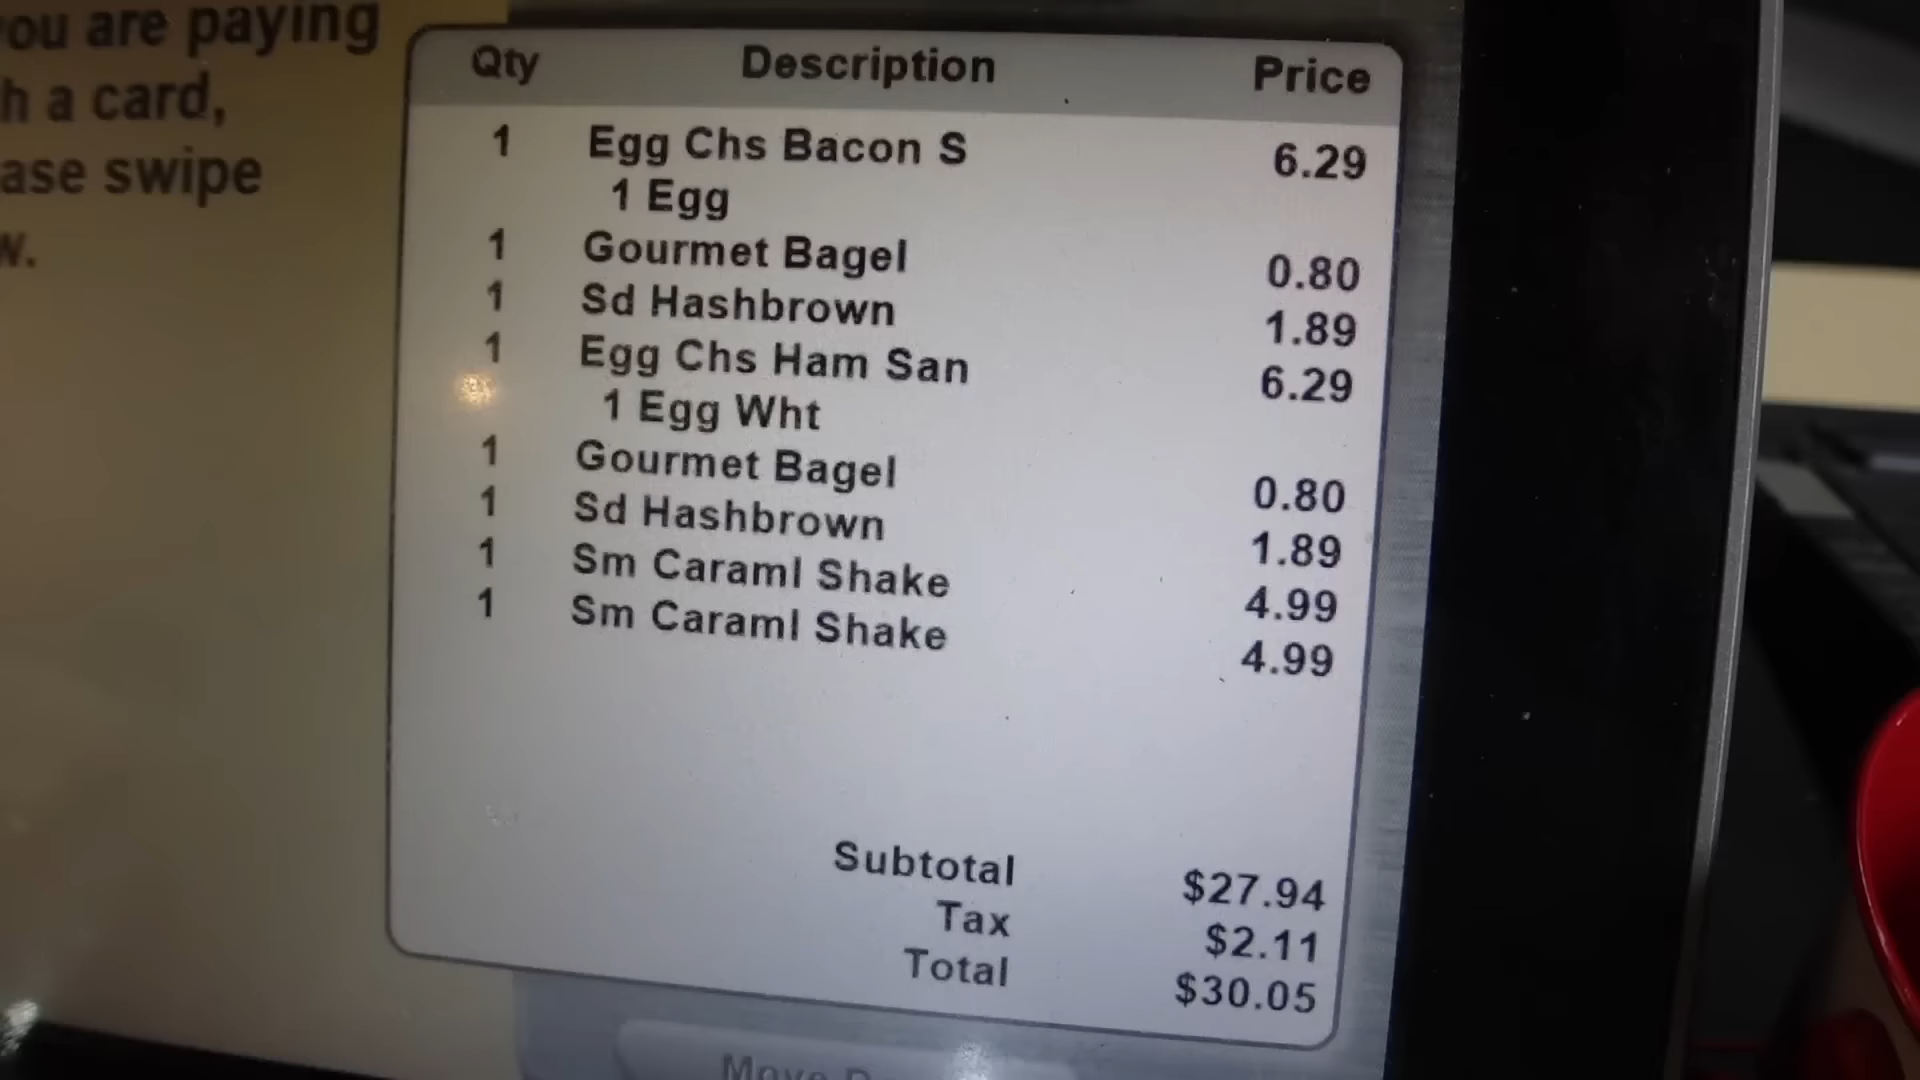 ou are paying
h a card,
ase swipe
w.
Qty Description Price
1 Egg Chs Bacon S 6.29
1 Egg
1 Gourmet Bagel 0.80
1 Sd Hashbrown 1.89
1 Egg Chs Ham San 6.29
1 Egg Wht
1 Gourmet Bagel 0.80
1 Sd Hashbrown 1.89
1 Sm Caraml Shake 4.99
1 Sm Caraml Shake 4.99
Subtotal $27.94
Tax $2.11
Total $30.05
Move